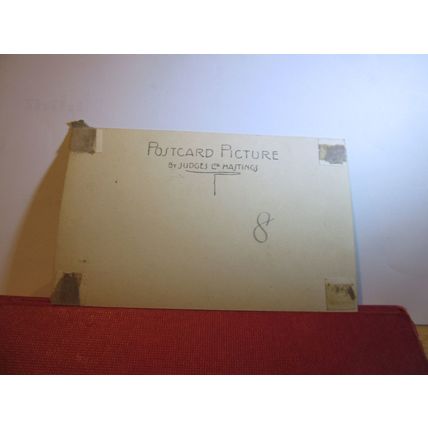 POSTCARD PICTURE
BY JUDGES LTD HASTINGS
8